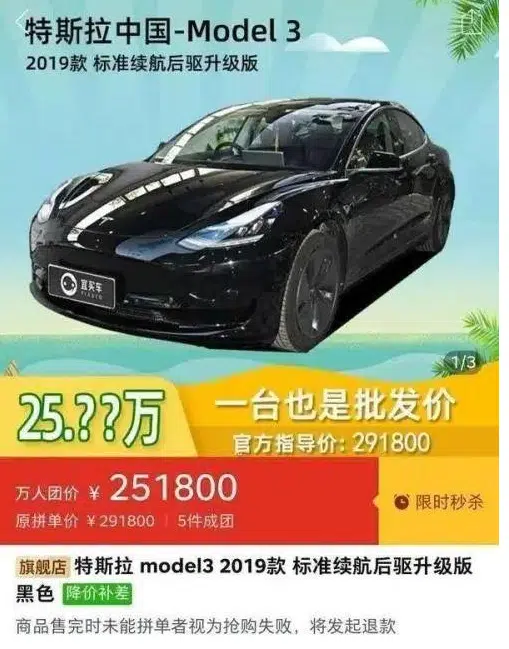 特斯拉中国-Model 3
2019款 标准续航后驱升级版
宜买车
1/3
25.??万
一台也是批发价
官方指导价: 291800
万人团价 ¥ 251800
限时秒杀
原拼单价 ¥291800 | 5件成团
旗舰店 特斯拉 model3 2019款 标准续航后驱升级版
黑色 降价补差
商品售完时未能拼单者视为抢购失败，将发起退款